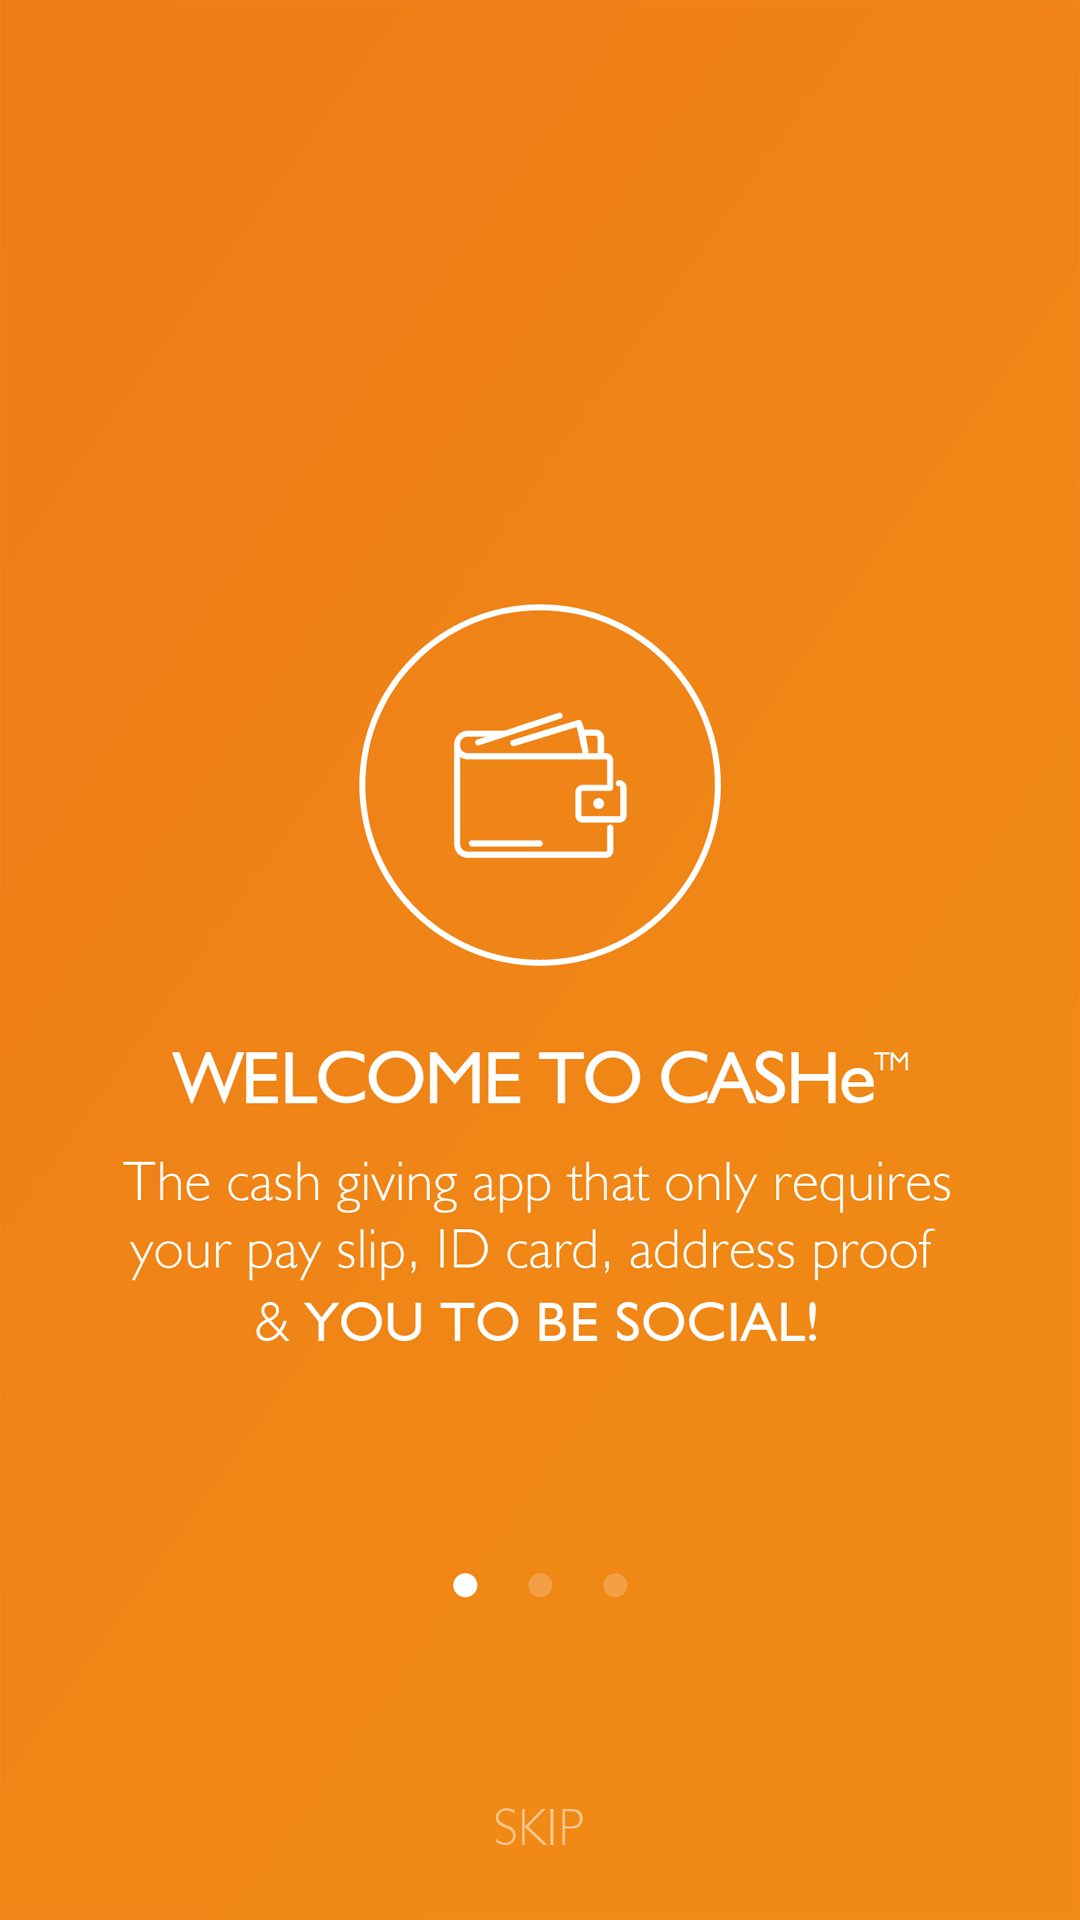 WELCOME TO CASHe™
The cash giving app that only requires
your pay slip, ID card, address proof
& YOU TO BE SOCIAL!
SKIP